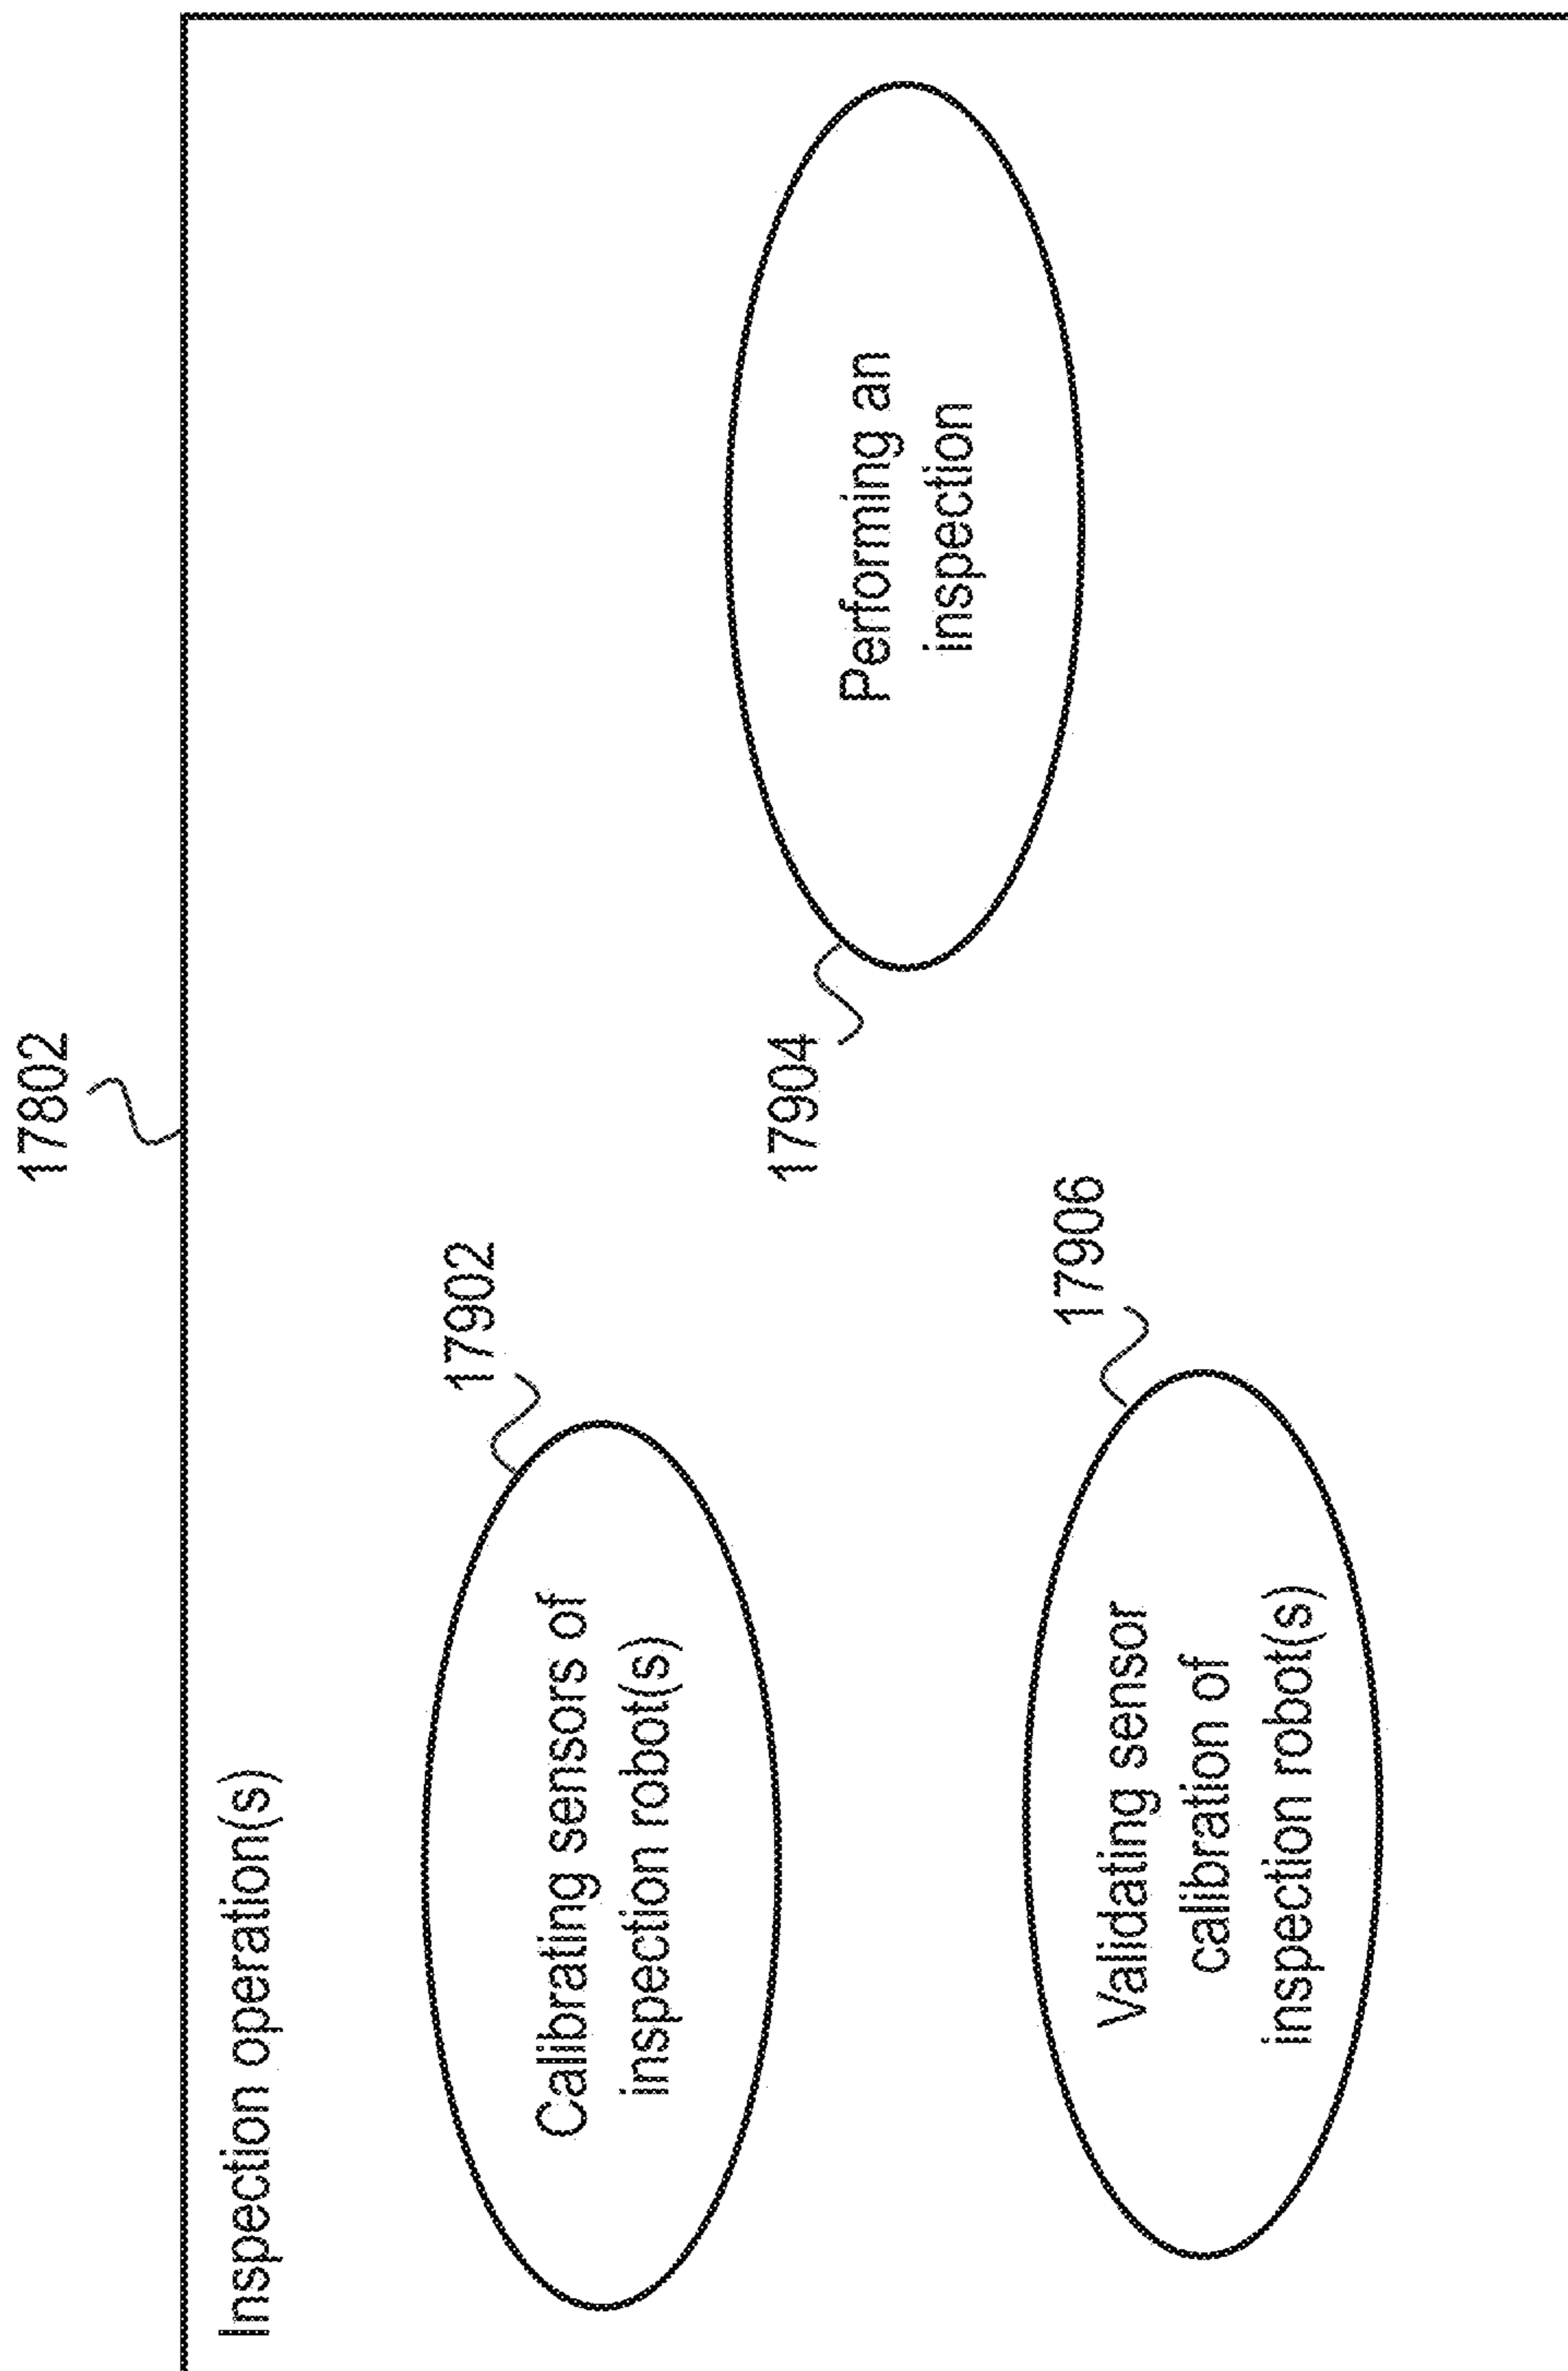 17802
Inspection operation(s)
17902
Calibrating sensors of
inspection robot(s)
17904
Performing an
inspection
17906
Validating sensor
calibration of
inspection robot(s)